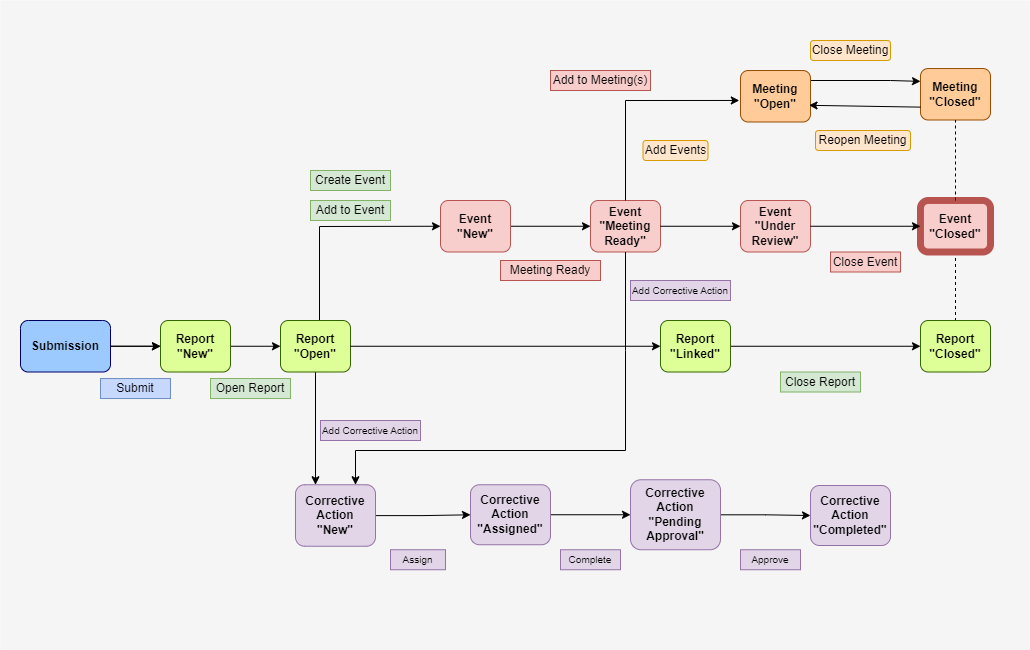 Close Meeting
Add to Meeting(s)
Meeting
"Open"
Meeting
"Closed"
Reopen Meeting
Add Events
Create Event
Add to Event
Event
"New"
Event
"Meeting
Ready"
Event
"Under
Review"
Event
"Closed"
Meeting Ready
Close Event
Add Corrective Action
Submission
Report
"New"
Report
"Open"
Report
"Linked"
Report
"Closed"
Submit
Open Report
Close Report
Add Corrective Action
Corrective
Action
"New"
Corrective
Action
"Assigned"
Corrective
Action
"Pending
Approval"
Corrective
Action
"Completed"
Assign
Complete
Approve